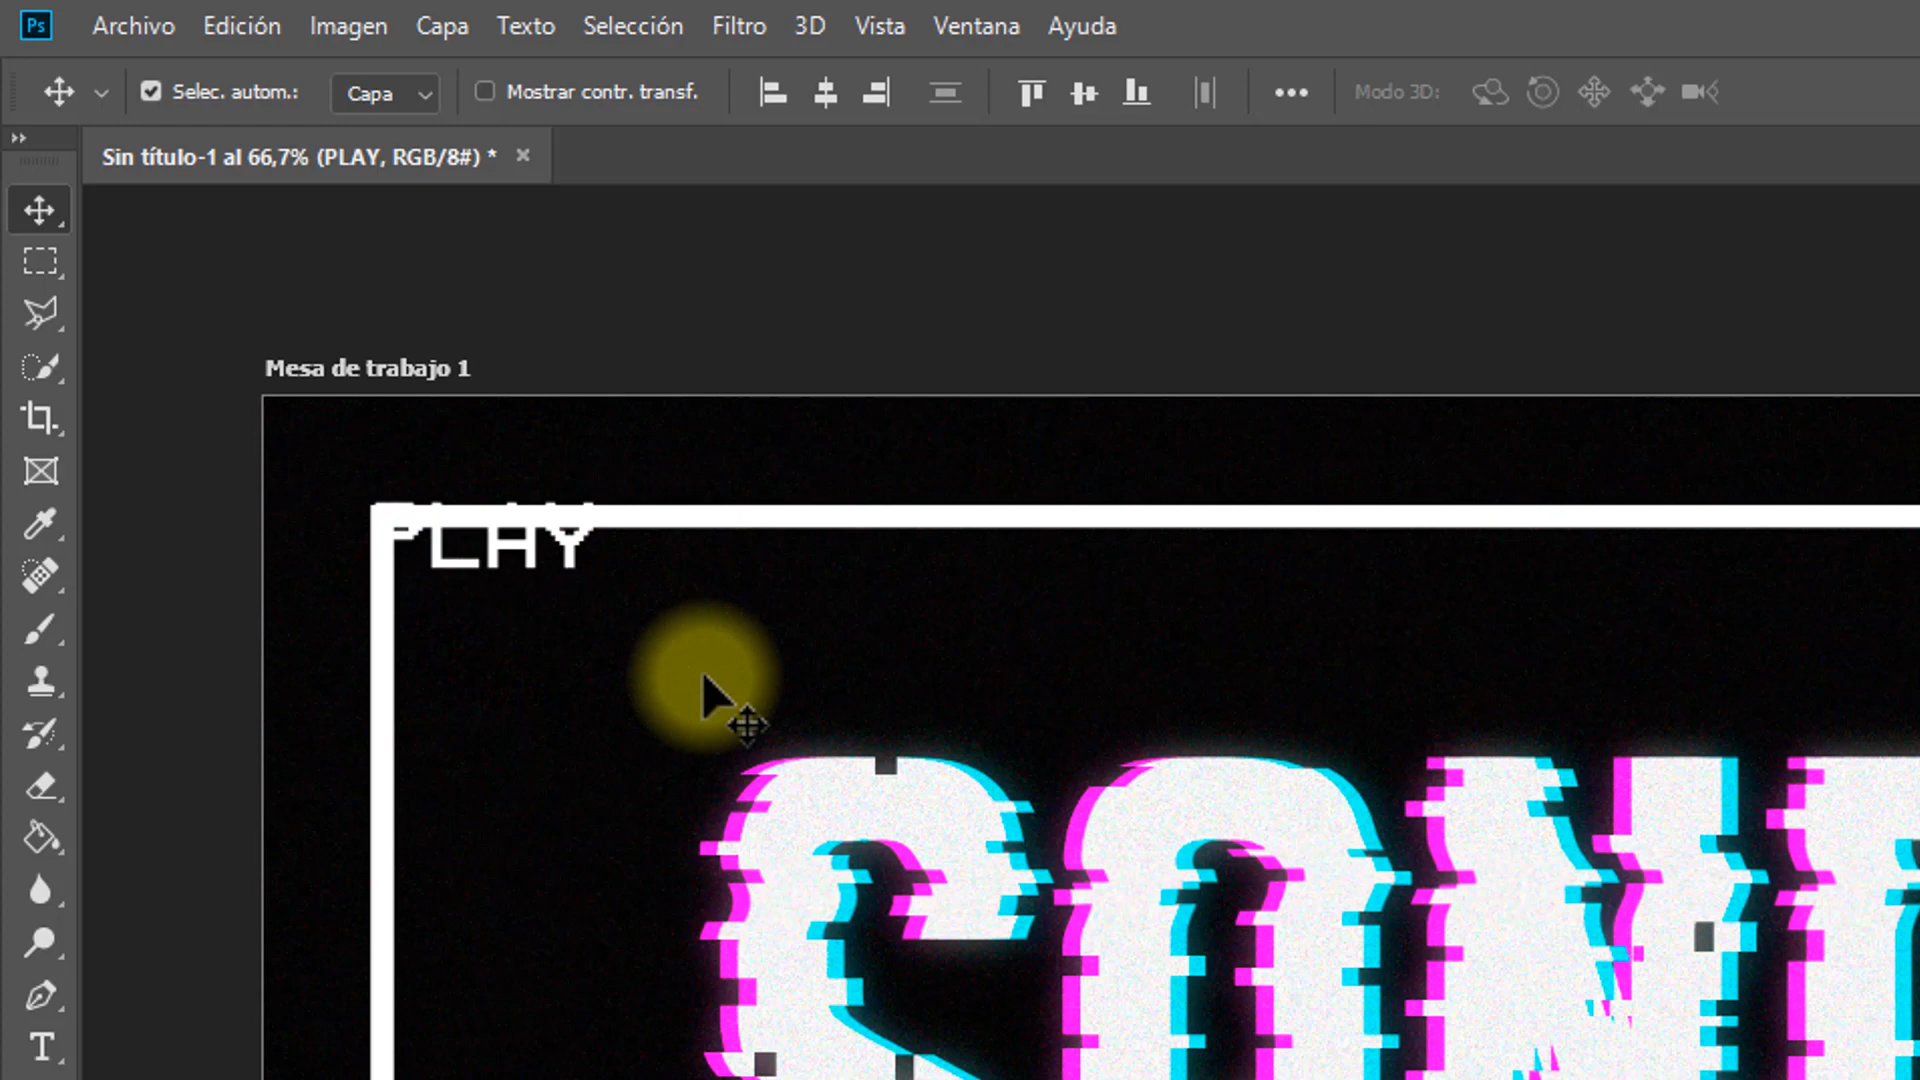 Ps Archivo Edición Imagen Capa Texto Selección Filtro 3D Vista Ventana Ayuda
Selec. autom.: Capa Mostrar contr. transf. Modo 3D:
Sin título-1 al 66,7% (PLAY, RGB/8#) *
Mesa de trabajo 1
PLAY